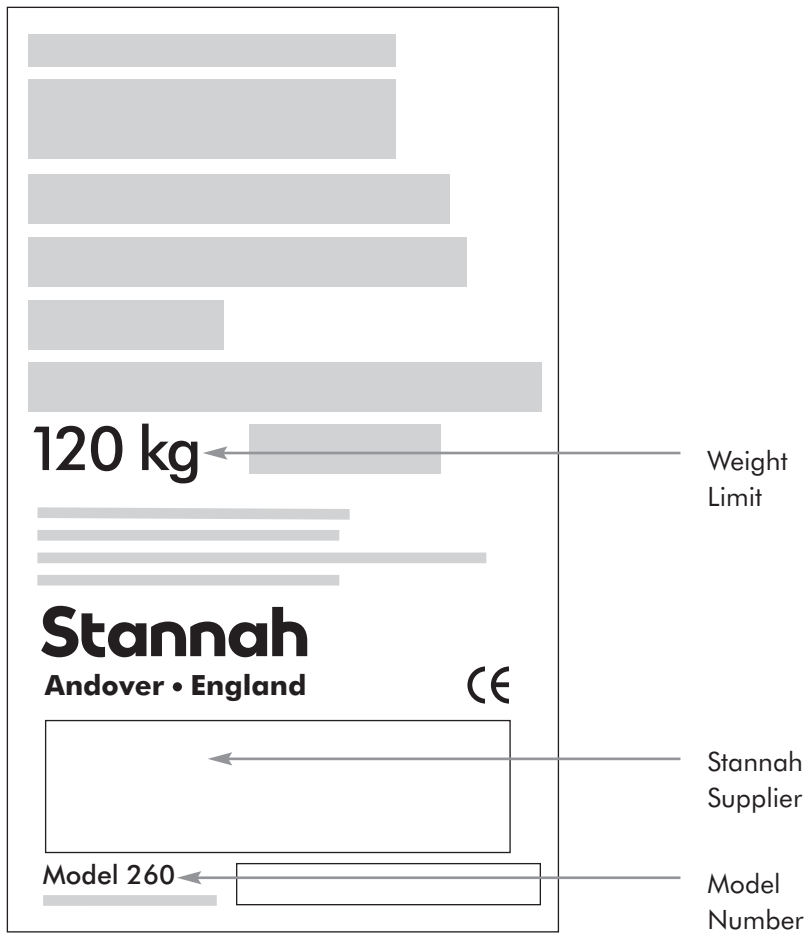 120 kg
Weight
Limit
Stannah
Andover • England
CE
Stannah
Supplier
Model 260
Model
Number